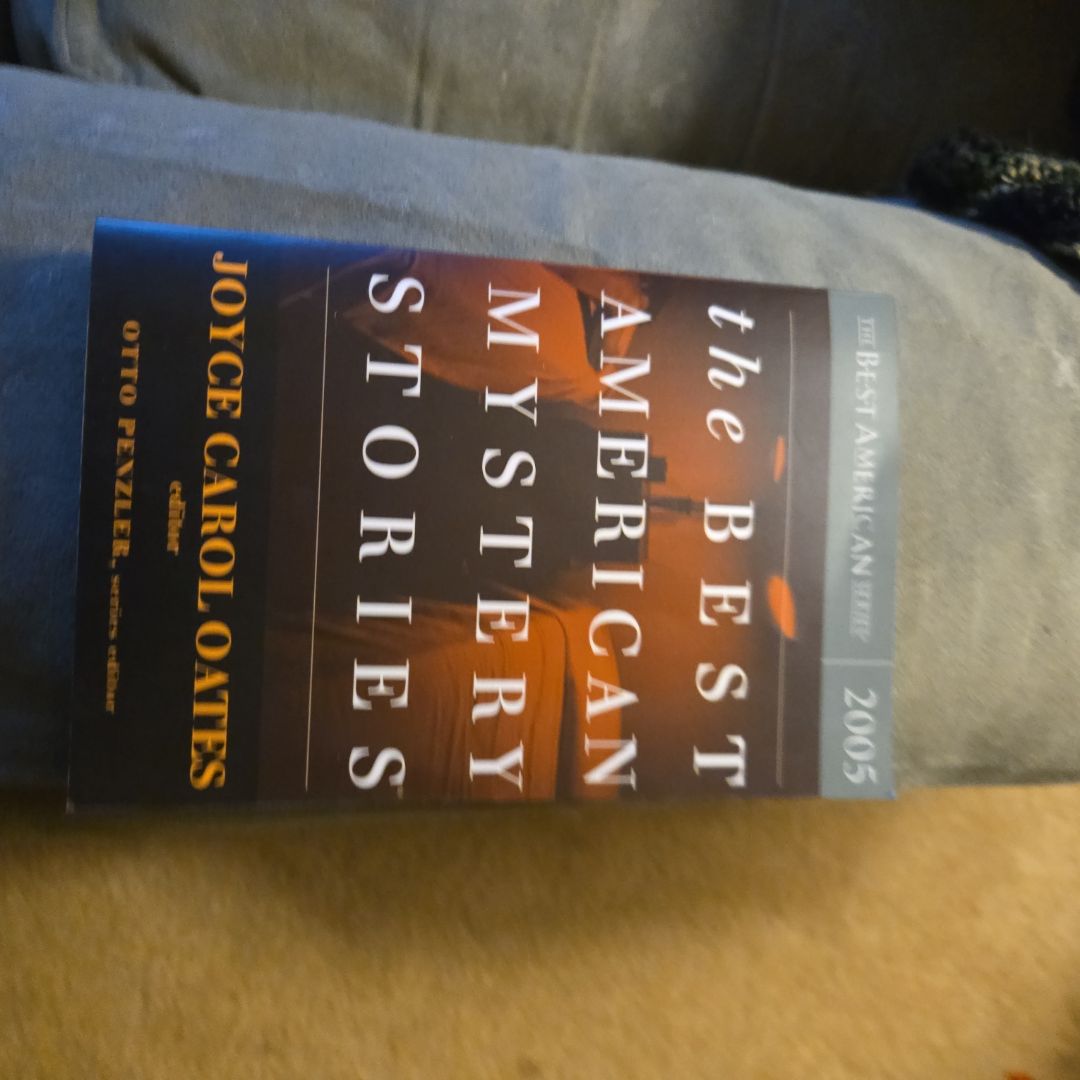 THE BEST AMERICAN SERIES 2005
the BEST
AMERICAN
MYSTERY
STORIES
JOYCE CAROL OATES
editor
OTTO PENZLER, series editor